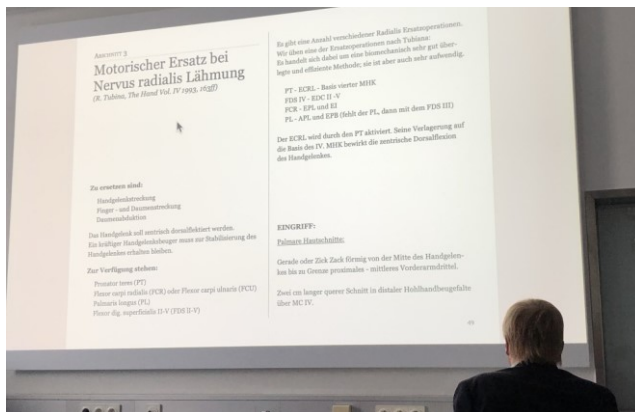 Abschnitt 3
Motorischer Ersatz bei
Nervus radialis Lähmung
(R. Tubina, The Hand Vol. IV 1993, 163ff)
Zu ersetzen sind:
Handgelenkstreckung
Finger - und Daumenstreckung
Daumenabduktion
Das Handgelenk soll zentrisch dorsalflektiert werden.
Ein kräftiger Handgelenksbeuger muss zur Stabilisierung des
Handgelenkes erhalten bleiben.
Zur Verfügung stehen:
Pronator teres (PT)
Flexor carpi radialis (FCR) oder Flexor carpi ulnaris (FCU)
Palmaris longus (PL)
Flexor dig. superficialis II-V (FDS II-V)
Es gibt eine Anzahl verschiedener Radialis Ersatzoperationen.
Wir üben eine der Ersatzoperationen nach Tubiana:
Es handelt sich dabei um eine biomechanisch sehr gut über-
legte und effiziente Methode; sie ist aber auch sehr aufwendig.
PT - ECRL - Basis vierter MHK
FDS IV - EDC II -V
FCR - EPL und EI
PL - APL und EPB (fehlt der PL, dann mit dem FDS III)
Der ECRL wird durch den PT aktiviert. Seine Verlagerung auf
die Basis des IV. MHK bewirkt die zentrische Dorsalflexion
des Handgelenkes.
EINGRIFF:
Palmare Hautschnitte:
Gerade oder Zick Zack förmig von der Mitte des Handgelen-
kes bis zu Grenze proximales - mittleres Vorderarmdrittel.
Zwei cm langer querer Schnitt in distaler Hohlhandbeugefalte
über MC IV.